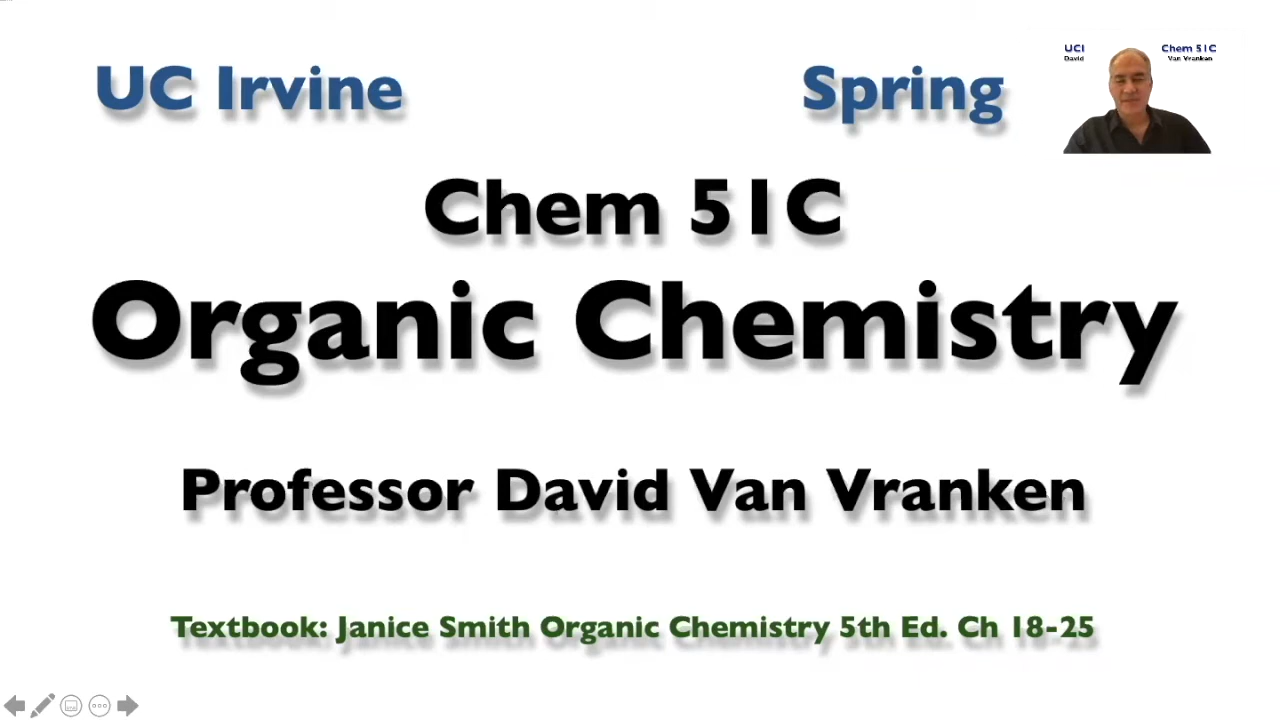 UC Irvine
Spring
UCI
Chem 51C
David
Van Vranken
Chem 51C
Organic Chemistry
Professor David Van Vranken
Textbook: Janice Smith Organic Chemistry 5th Ed. Ch 18-25